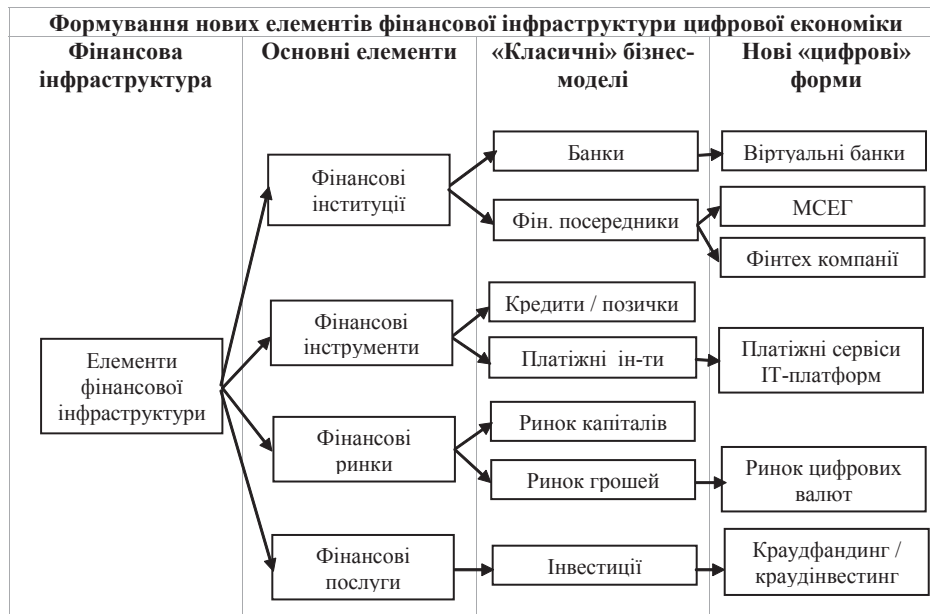 Формування нових елементів фінансової інфраструктури цифрової економіки
Фінансова
інфраструктура
Основні елементи
«Класичні» бізнес-
моделі
Нові «цифрові»
форми
Елементи
фінансової
інфраструктури
Фінансові
інституції
Банки
Віртуальні банки
Фін. посередники
МСЕГ
Фінтех компанії
Фінансові
інструменти
Кредити / позички
Платіжні ін-ти
Платіжні сервіси
ІТ-платформ
Фінансові
ринки
Ринок капіталів
Ринок грошей
Ринок цифрових
валют
Фінансові
послуги
Інвестиції
Краудфандинг /
краудінвестинг